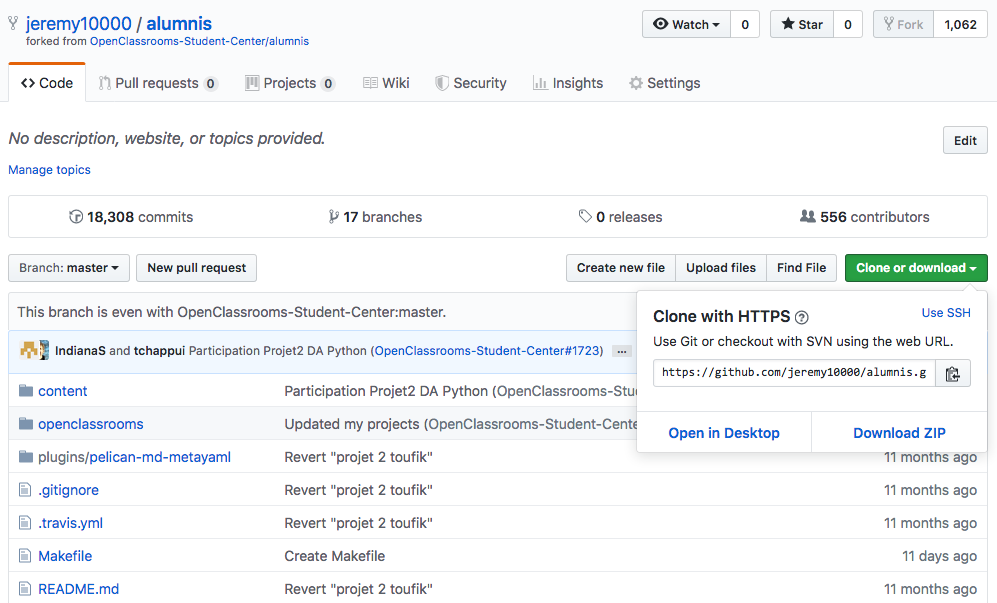 jeremy10000 / alumnis
Watch 0 Star 0 Fork 1,062
forked from OpenClassrooms-Student-Center/alumnis
Code Pull requests 0 Projects 0 Wiki Security Insights Settings
No description, website, or topics provided.
Edit
Manage topics
18,308 commits 17 branches 0 releases 556 contributors
Branch: master New pull request Create new file Upload files Find File Clone or download
This branch is even with OpenClassrooms-Student-Center:master.
Clone with HTTPS ? Use SSH
Use Git or checkout with SVN using the web URL.
https://github.com/jeremy10000/alumnis.g
Open in Desktop Download ZIP
IndianaS and tchappui Participation Projet2 DA Python (OpenClassrooms-Student-Center#1723) ...
content Participation Projet2 DA Python (OpenClassrooms-Stu
openclassrooms Updated my projects (OpenClassrooms-Student-Cente
plugins/pelican-md-metayaml Revert "projet 2 toufik" 11 months ago
.gitignore Revert "projet 2 toufik" 11 months ago
.travis.yml Revert "projet 2 toufik" 11 months ago
Makefile Create Makefile 11 days ago
README.md Revert "projet 2 toufik" 11 months ago